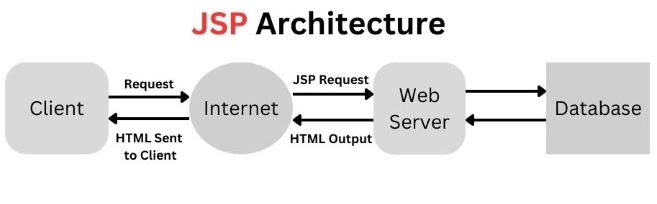 JSP Architecture
Client
Request
HTML Sent
to Client
Internet
JSP Request
HTML Output
Web
Server
Database